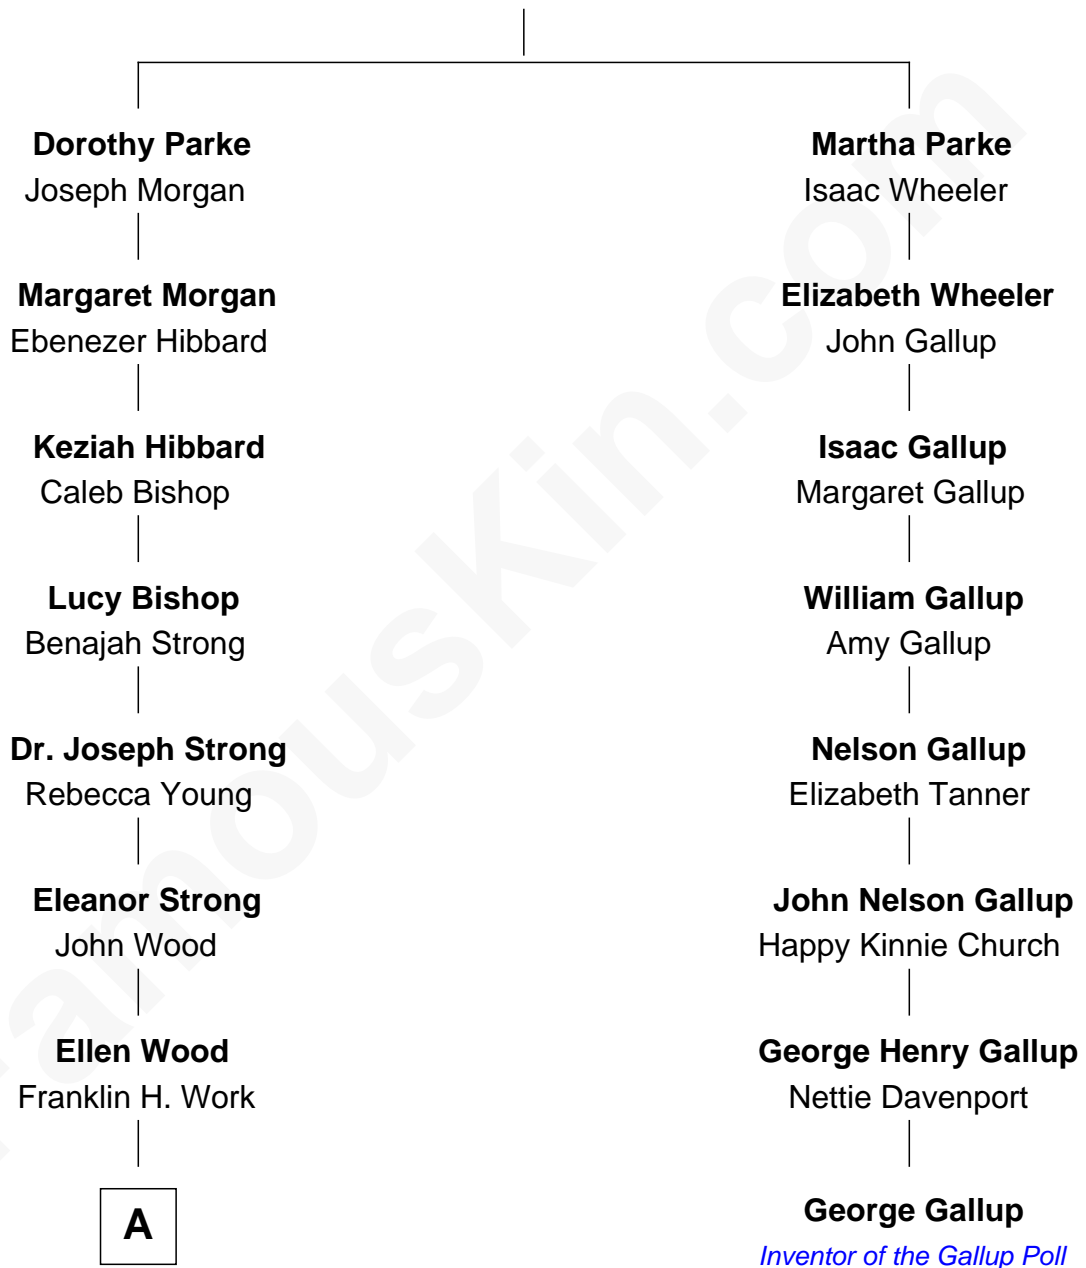 Dorothy Parke
Joseph Morgan
Margaret Morgan
Ebenezer Hibbard
Keziah Hibbard
Caleb Bishop
Lucy Bishop
Benajah Strong
Dr. Joseph Strong
Rebecca Young
Eleanor Strong
John Wood
Ellen Wood
Franklin H. Work
A
Martha Parke
Isaac Wheeler
Elizabeth Wheeler
John Gallup
Isaac Gallup
Margaret Gallup
William Gallup
Amy Gallup
Nelson Gallup
Elizabeth Tanner
John Nelson Gallup
Happy Kinnie Church
George Henry Gallup
Nettie Davenport
George Gallup
Inventor of the Gallup Poll
FamousKin.com